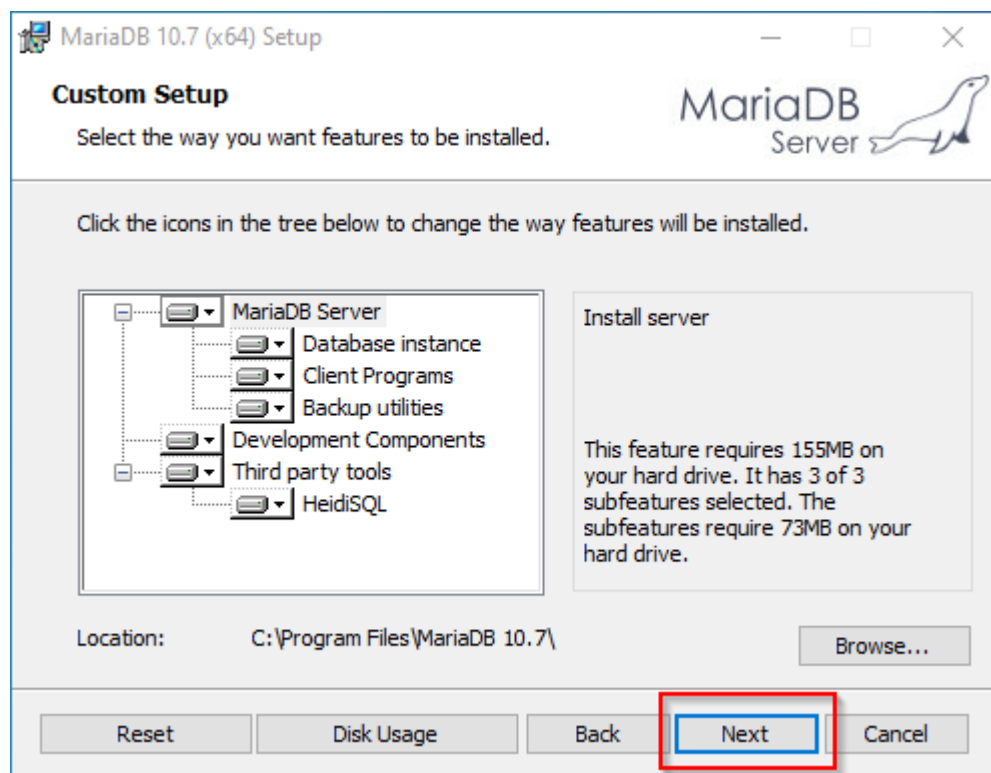 MariaDB 10.7 (x64) Setup
Custom Setup
Select the way you want features to be installed.
MariaDB
Server
Click the icons in the tree below to change the way features will be installed.
MariaDB Server
Database instance
Client Programs
Backup utilities
Development Components
Third party tools
HeidiSQL
Install server
This feature requires 155MB on
your hard drive. It has 3 of 3
subfeatures selected. The
subfeatures require 73MB on your
hard drive.
Location: C:\Program Files\MariaDB 10.7\
Browse...
Reset Disk Usage Back Next Cancel